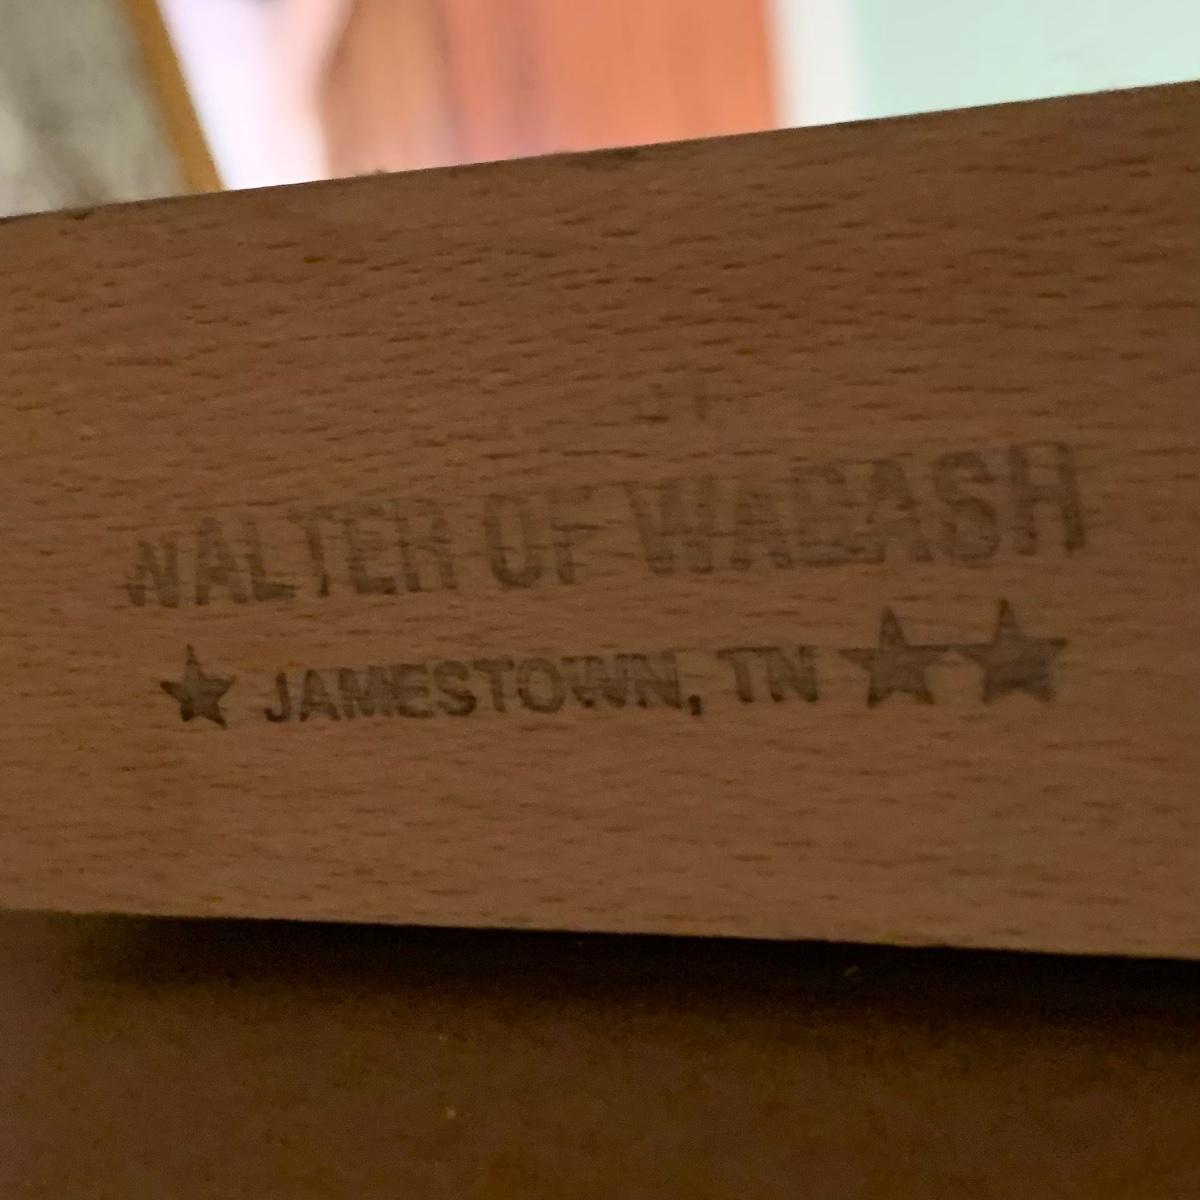 WALTER OF WABASH
★ JAMESTOWN, TN ★★